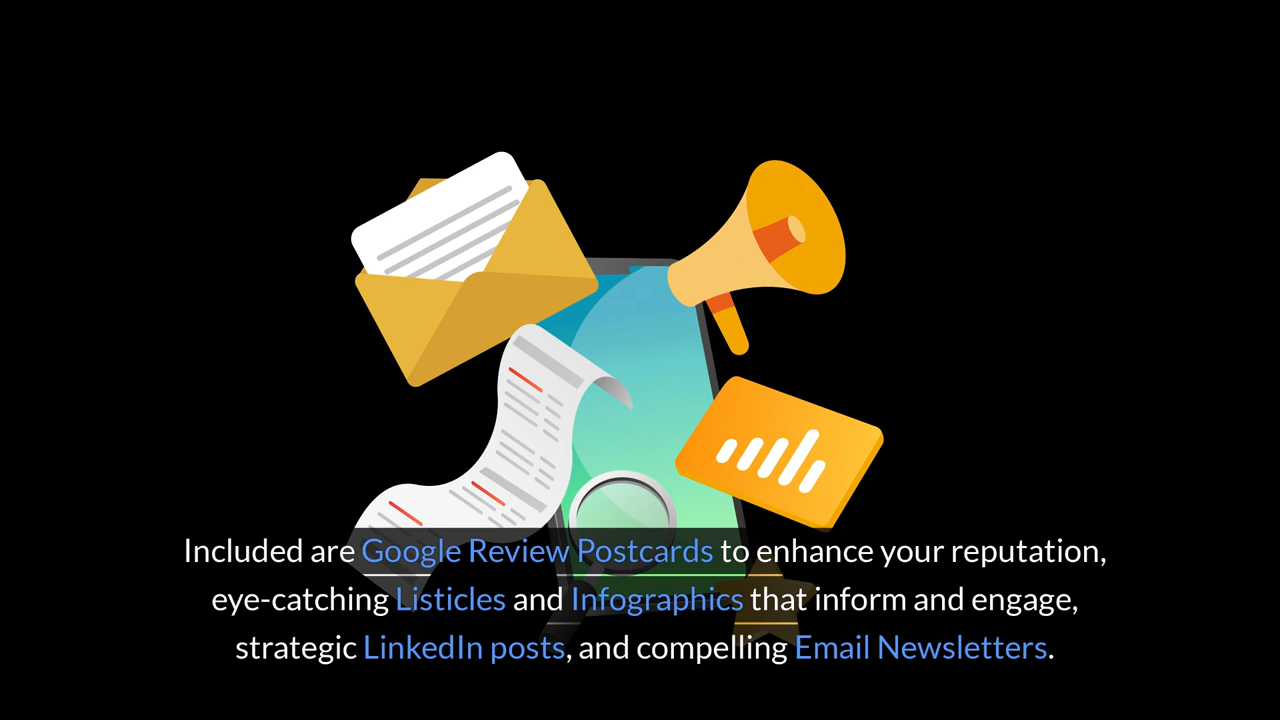 Included are Google Review Postcards to enhance your reputation,
eye-catching Listicles and Infographics that inform and engage,
strategic LinkedIn posts, and compelling Email Newsletters.